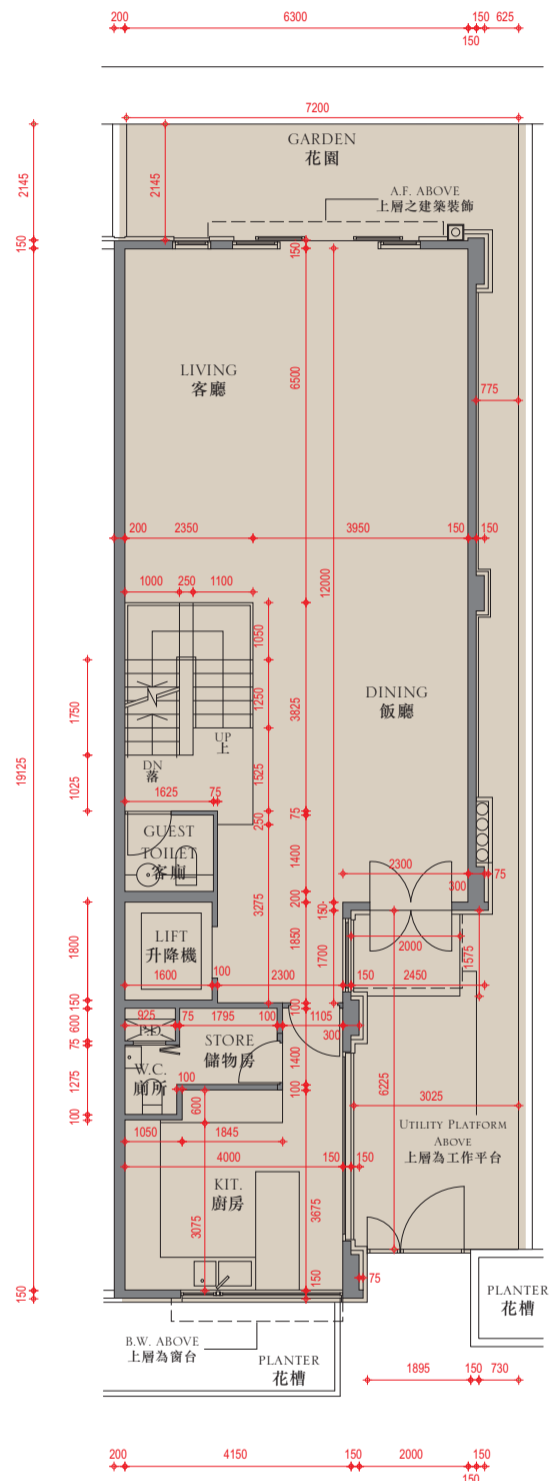 200
6300
150
625
150
7200
GARDEN
花園
2145
2145
A.F. ABOVE
上層之建築裝飾
150
150
LIVING
客廳
6500
775
200
2350
3950
150
150
1000
250
1100
12000
1050
DINING
飯廳
1750
1250
3825
19125
UP
上
DN
落
1525
1025
1625
75
75
250
GUEST
TOILET
客廁
1400
2300
300
75
3275
200
150
1800
LIFT
升降機
1850
1700
2000
1575
1600
100
2300
150
2450
150
600
925
75
1795
100
100
1105
300
P.D.
STORE
儲物房
75
W.C.
廁所
1275
1400
6225
100
100
600
3025
100
UTILITY PLATFORM
ABOVE
上層為工作平台
1050
1845
4000
150
150
KIT.
廚房
3075
3675
75
150
150
PLANTER
花槽
B.W. ABOVE
上層為窗台
PLANTER
花槽
1895
150
730
200
4150
150
2000
150
150